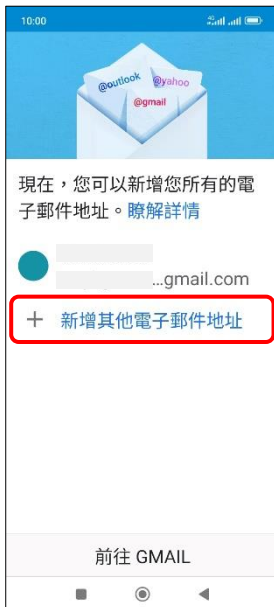 10:00
4G
@outlook
@yahoo
@gmail
現在，您可以新增您所有的電
子郵件地址。瞭解詳情
...gmail.com
+ 新增其他電子郵件地址
前往 GMAIL